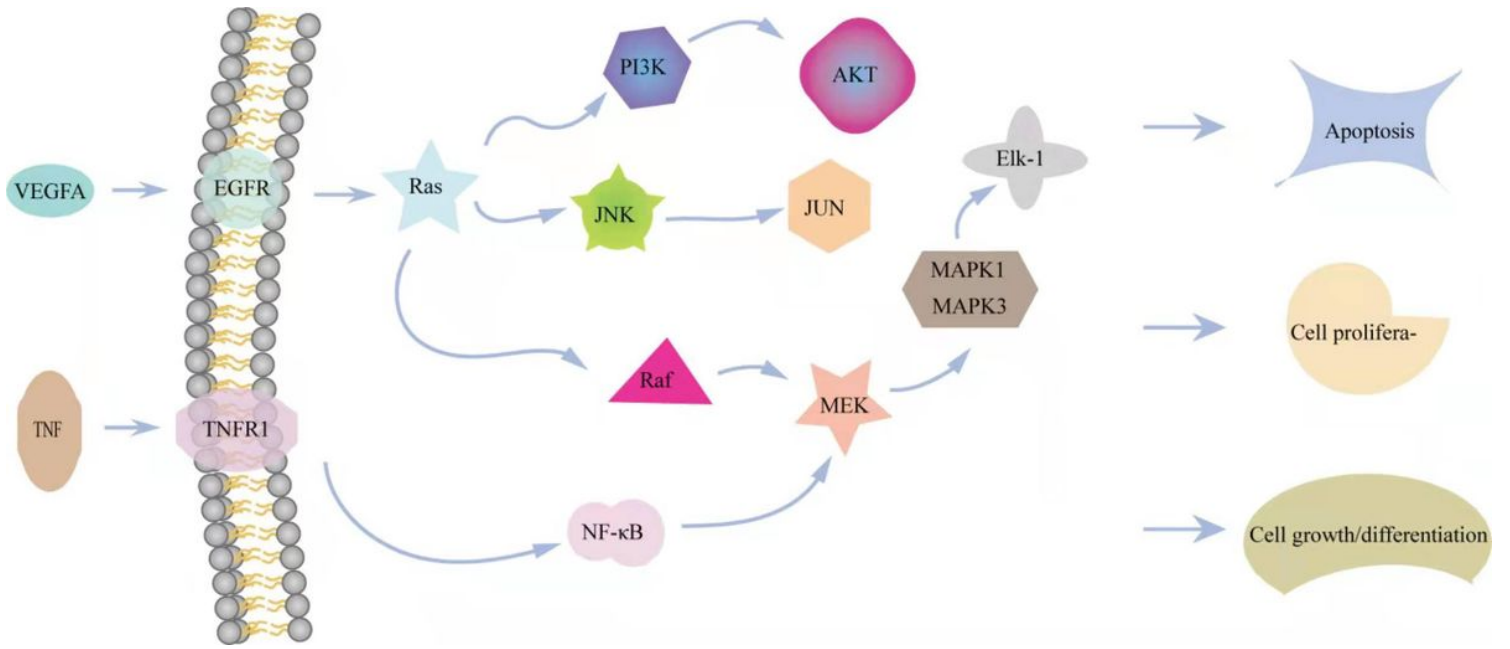 VEGFA
EGFR
TNF
TNFR1
Ras
PI3K
AKT
JNK
JUN
Raf
MEK
NF-κB
MAPK1
MAPK3
Elk-1
Apoptosis
Cell prolifera-
Cell growth/differentiation